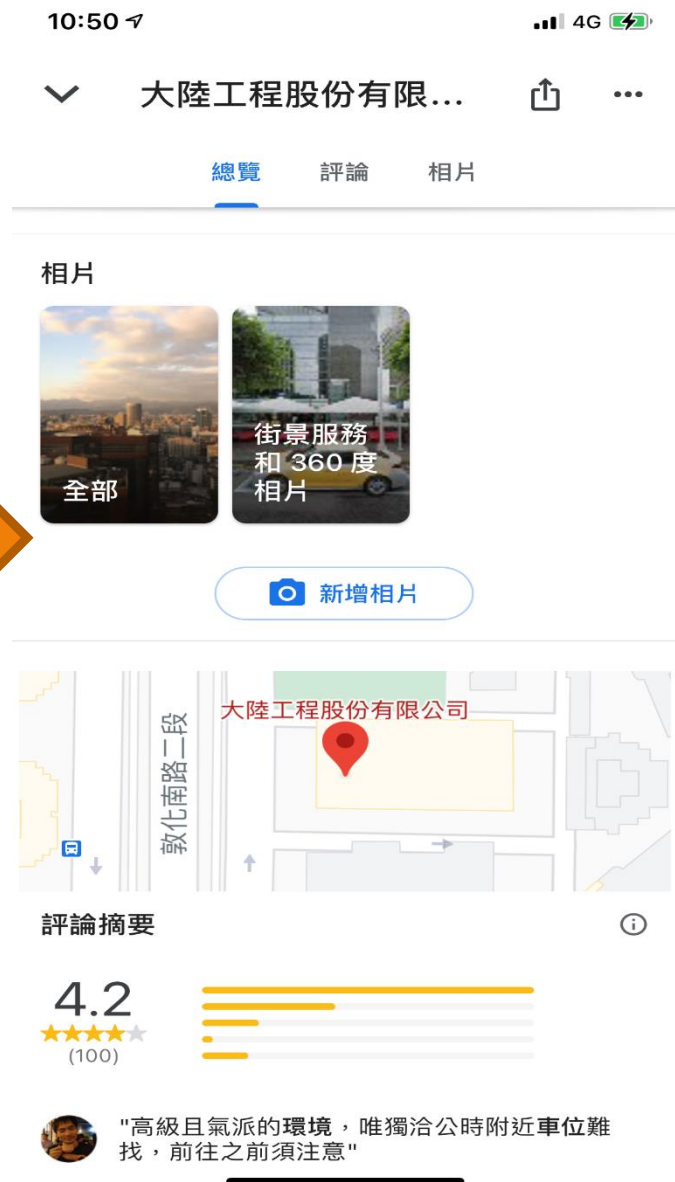 10:50
4G
大陸工程股份有限...
總覽 評論 相片
相片
全部
街景服務
和 360 度
相片
新增相片
大陸工程股份有限公司
敦化南路二段
評論摘要
4.2
(100)
"高級且氣派的環境，唯獨洽公時附近車位難
找，前往之前須注意"